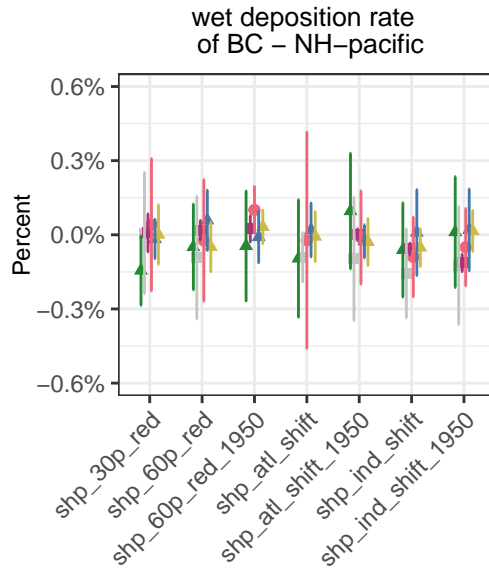 wet deposition rate
of BC − NH−pacific
Percent
0.6%
0.3%
0.0%
−0.3%
−0.6%
shp_30p_red
shp_60p_red
shp_60p_red_1950
shp_atl_shift
shp_atl_shift_1950
shp_ind_shift
shp_ind_shift_1950